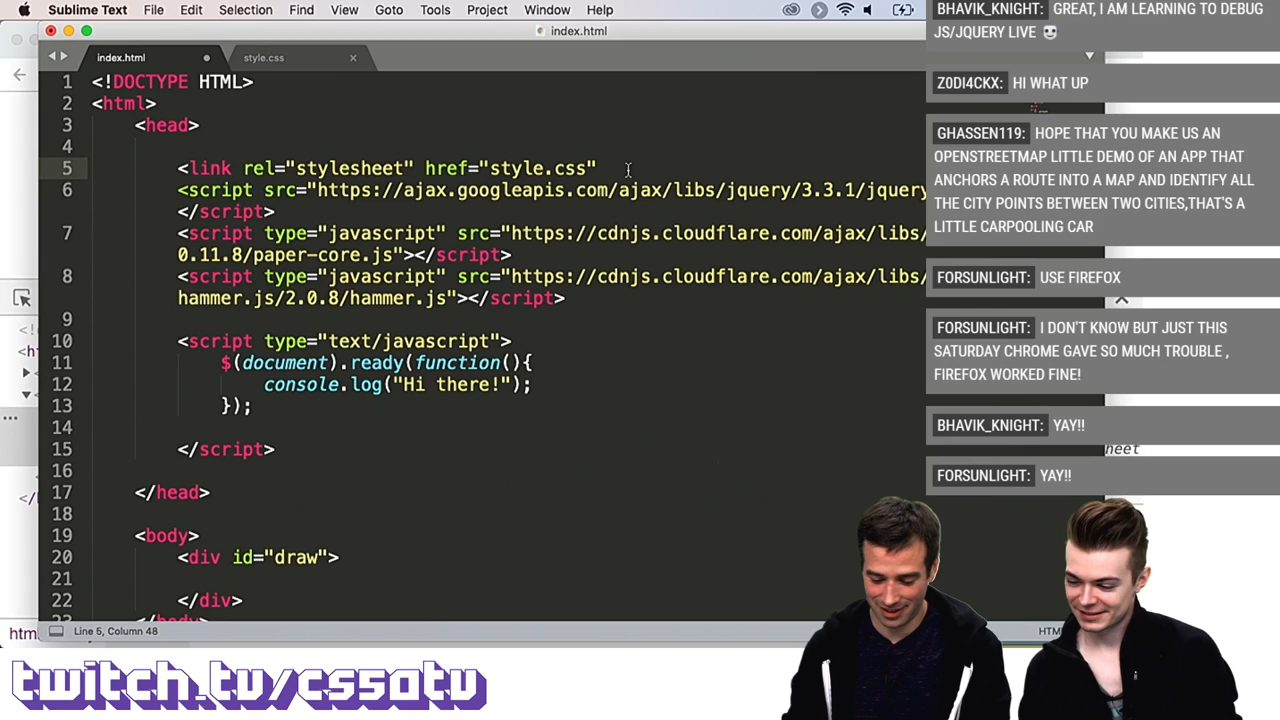 Sublime Text File Edit Selection Find View Goto Tools Project Window Help
index.html
index.html
style.css
1 <!DOCTYPE HTML>
2 <html>
3 <head>
4
5 <link rel="stylesheet" href="style.css"
6 <script src="https://ajax.googleapis.com/ajax/libs/jquery/3.3.1/jquery
</script>
7 <script type="javascript" src="https://cdnjs.cloudflare.com/ajax/libs/
0.11.8/paper-core.js"></script>
8 <script type="javascript" src="https://cdnjs.cloudflare.com/ajax/libs/
hammer.js/2.0.8/hammer.js"></script>
9
10 <script type="text/javascript">
11 $(document).ready(function(){
12 console.log("Hi there!");
13 });
14
15 </script>
16
17 </head>
18
19 <body>
20 <div id="draw">
21
22 </div>
Line 5, Column 48
HTM
BHAVIK_KNIGHT: GREAT, I AM LEARNING TO DEBUG
JS/JQUERY LIVE
Z0DI4CKX: HI WHAT UP
GHASSEN119: HOPE THAT YOU MAKE US AN
OPENSTREETMAP LITTLE DEMO OF AN APP THAT
ANCHORS A ROUTE INTO A MAP AND IDENTIFY ALL
THE CITY POINTS BETWEEN TWO CITIES,THAT'S A
LITTLE CARPOOLING CAR
FORSUNLIGHT: USE FIREFOX
FORSUNLIGHT: I DON'T KNOW BUT JUST THIS
SATURDAY CHROME GAVE SO MUCH TROUBLE ,
FIREFOX WORKED FINE!
BHAVIK_KNIGHT: YAY!!
heet
FORSUNLIGHT: YAY!!
twitch.tv/cssatv